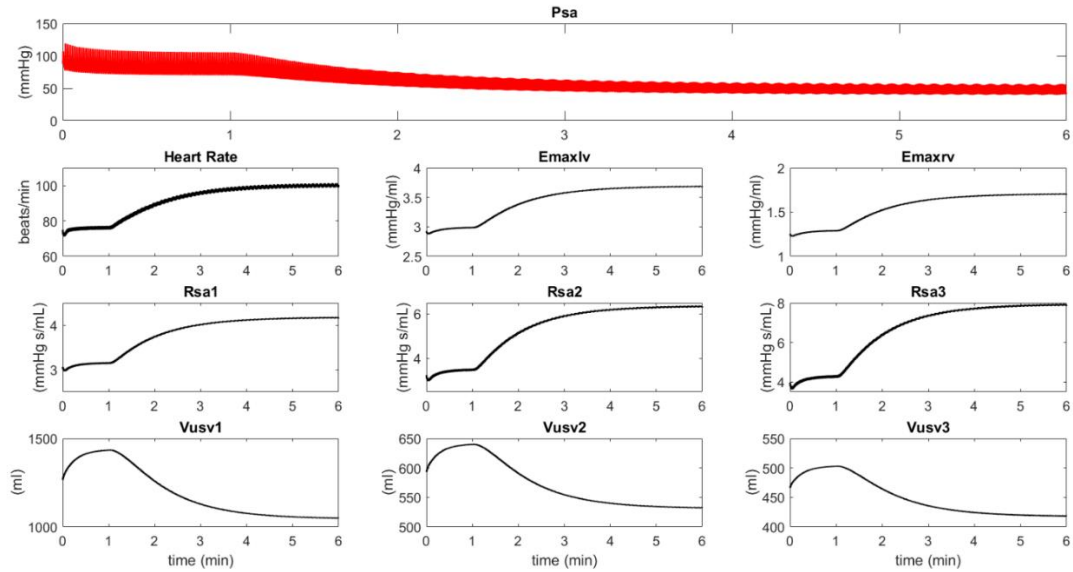 Psa
(mmHg)
150
100
50
0
0 1 2 3 4 5 6
Heart Rate
beats/min
100
80
60
0 1 2 3 4 5 6
Emaxlv
(mmHg/ml)
4
3.5
3
2.5
0 1 2 3 4 5 6
Emaxrv
(mmHg/ml)
2
1.5
1
0 1 2 3 4 5 6
Rsa1
(mmHg s/mL)
4
3
0 1 2 3 4 5 6
Rsa2
(mmHg s/mL)
6
4
0 1 2 3 4 5 6
Rsa3
(mmHg s/mL)
8
6
4
0 1 2 3 4 5 6
Vusv1
(ml)
1500
1000
0 1 2 3 4 5 6
time (min)
Vusv2
(ml)
650
600
550
500
0 1 2 3 4 5 6
time (min)
Vusv3
(ml)
550
500
450
400
0 1 2 3 4 5 6
time (min)